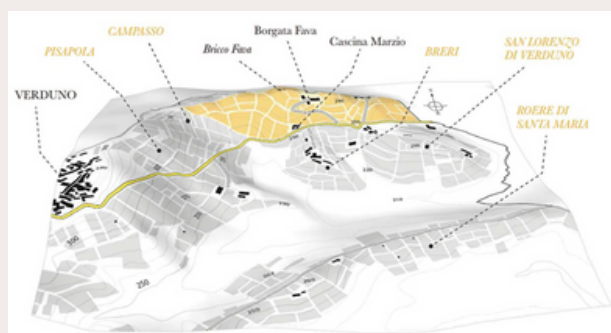 CAMPASSO
Borgata Fava
PISAPOLA
Bricco Fava
Cascina Marzio
BRERI
SAN LORENZO
DI VERDUNO
VERDUNO
ROERE DI
SANTA MARIA
300
250